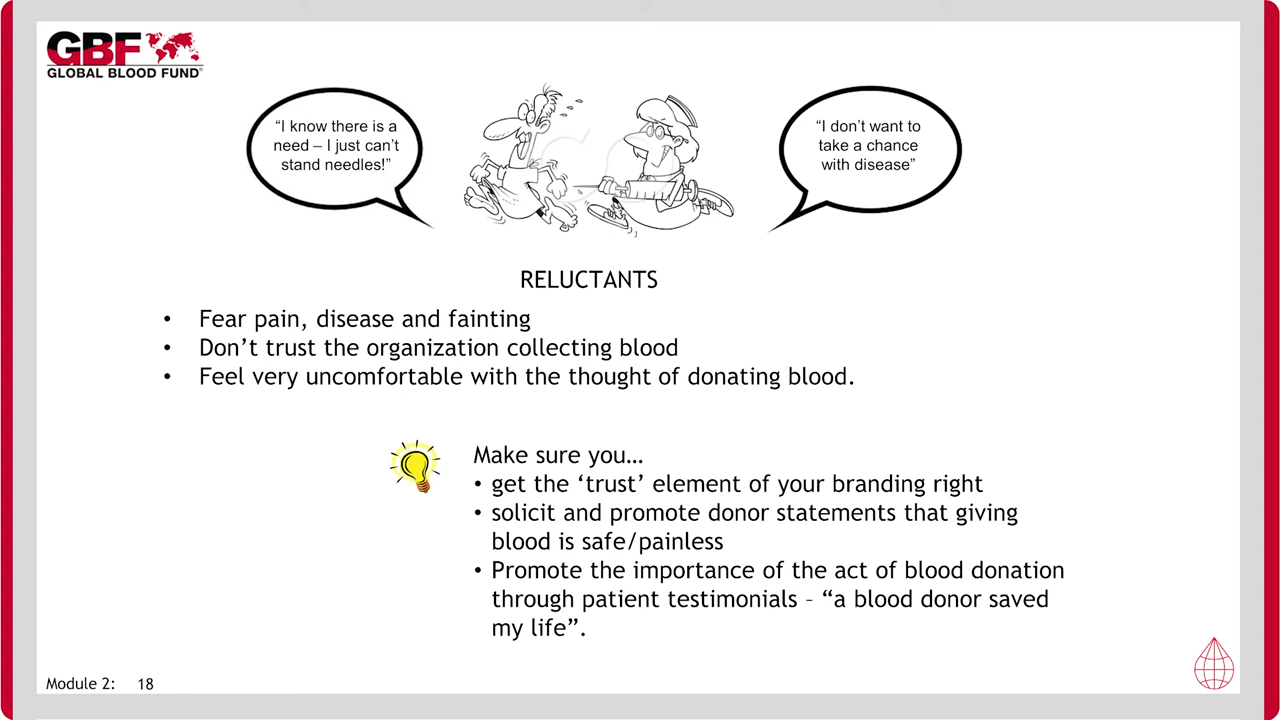 GBF
GLOBAL BLOOD FUND
“I know there is a
need – I just can’t
stand needles!”
“I don’t want to
take a chance
with disease”
RELUCTANTS
• Fear pain, disease and fainting
• Don’t trust the organization collecting blood
• Feel very uncomfortable with the thought of donating blood.
Make sure you…
• get the ‘trust’ element of your branding right
• solicit and promote donor statements that giving
blood is safe/painless
• Promote the importance of the act of blood donation
through patient testimonials – “a blood donor saved
my life”.
Module 2: 18